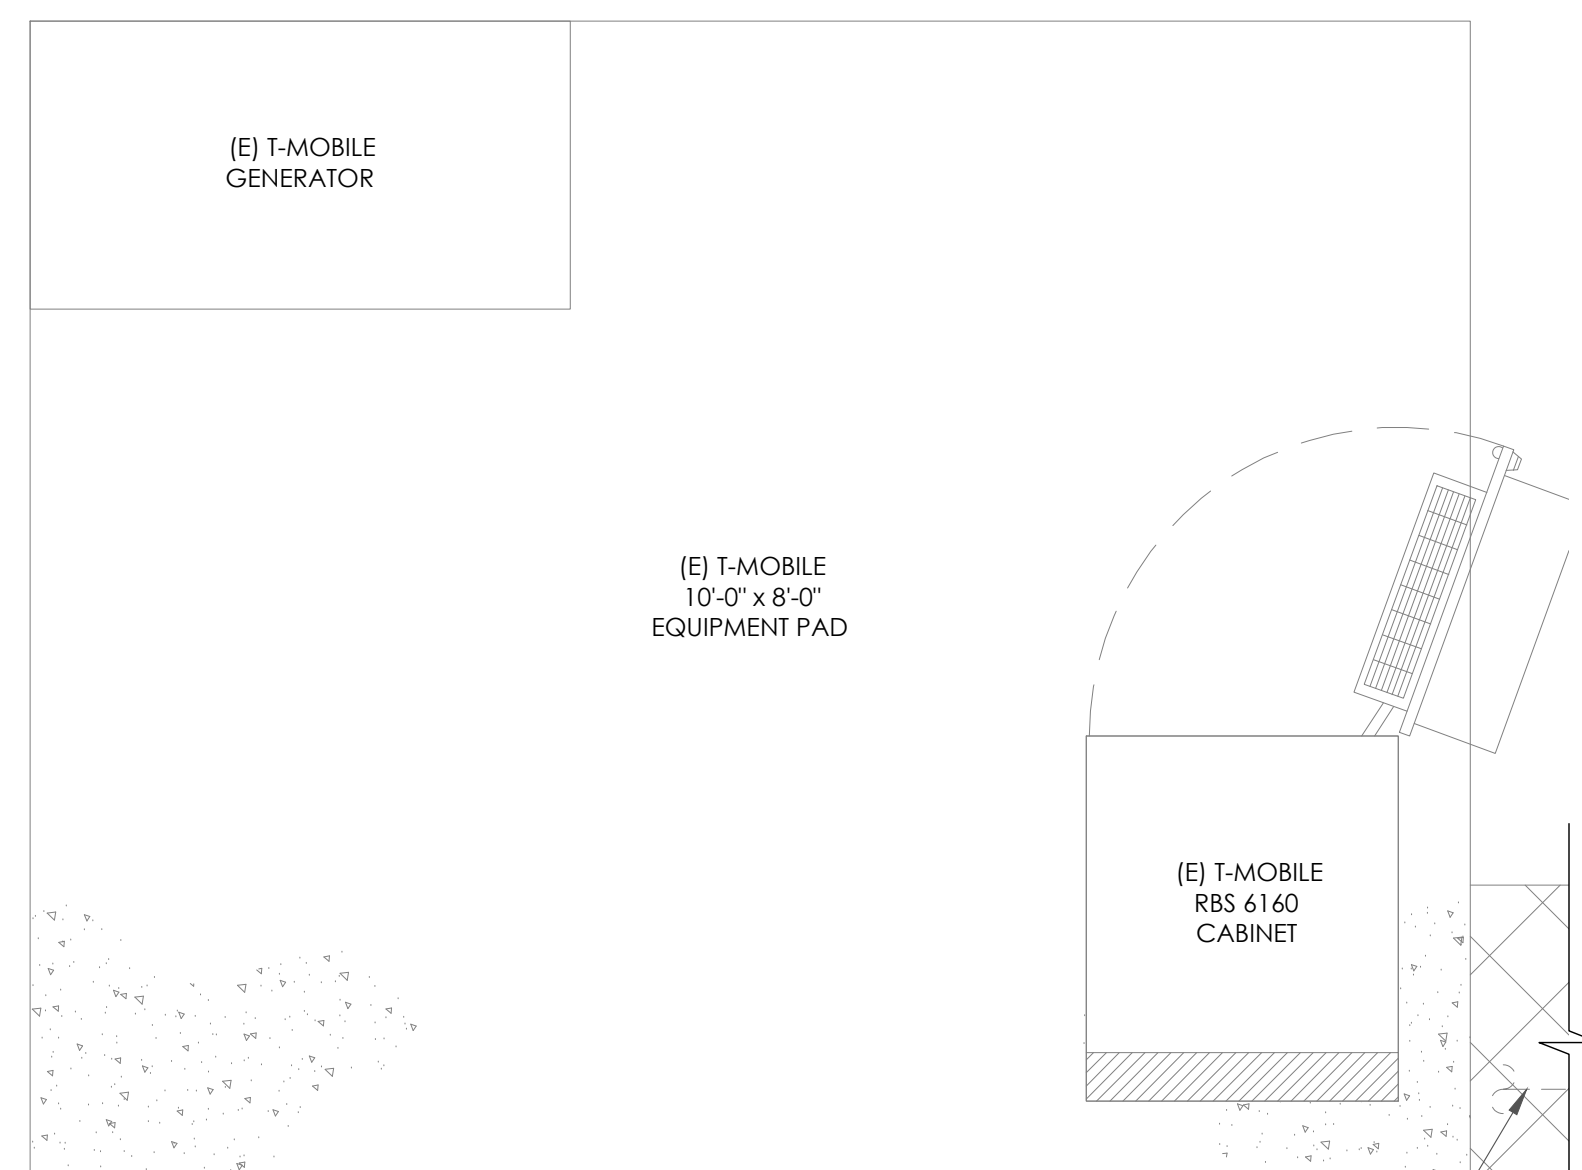 (E) T-MOBILE
GENERATOR
(E) T-MOBILE
10'-0" x 8'-0"
EQUIPMENT PAD
(E) T-MOBILE
RBS 6160
CABINET